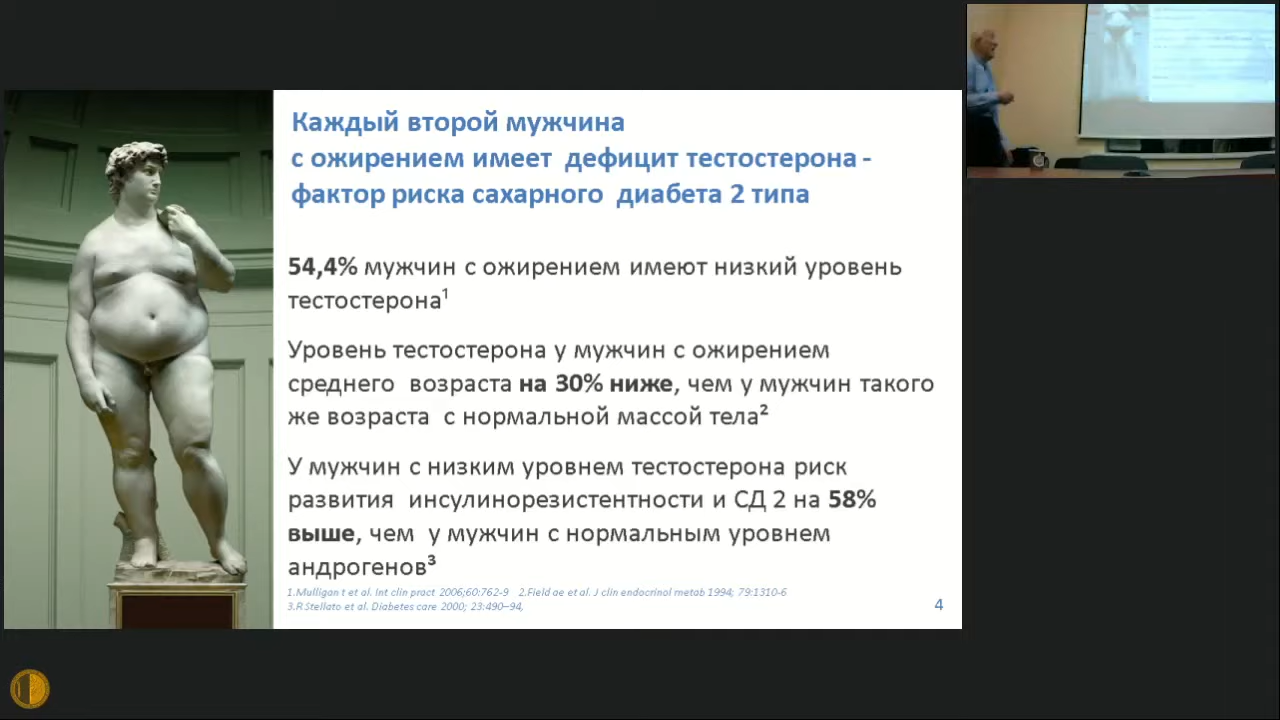 Каждый второй мужчина
с ожирением имеет дефицит тестостерона -
фактор риска сахарного диабета 2 типа
54,4% мужчин с ожирением имеют низкий уровень
тестостерона¹
Уровень тестостерона у мужчин с ожирением
среднего возраста на 30% ниже, чем у мужчин такого
же возраста с нормальной массой тела²
У мужчин с низким уровнем тестостерона риск
развития инсулинорезистентности и СД 2 на 58%
выше, чем у мужчин с нормальным уровнем
андрогенов³
1.Mulligan t et al. Int clin pract 2006;60:762-9 2.Field ae et al. J clin endocrinol metab 1994; 79:1310-6
3.R Stellato et al. Diabetes care 2000; 23:490–94,
4